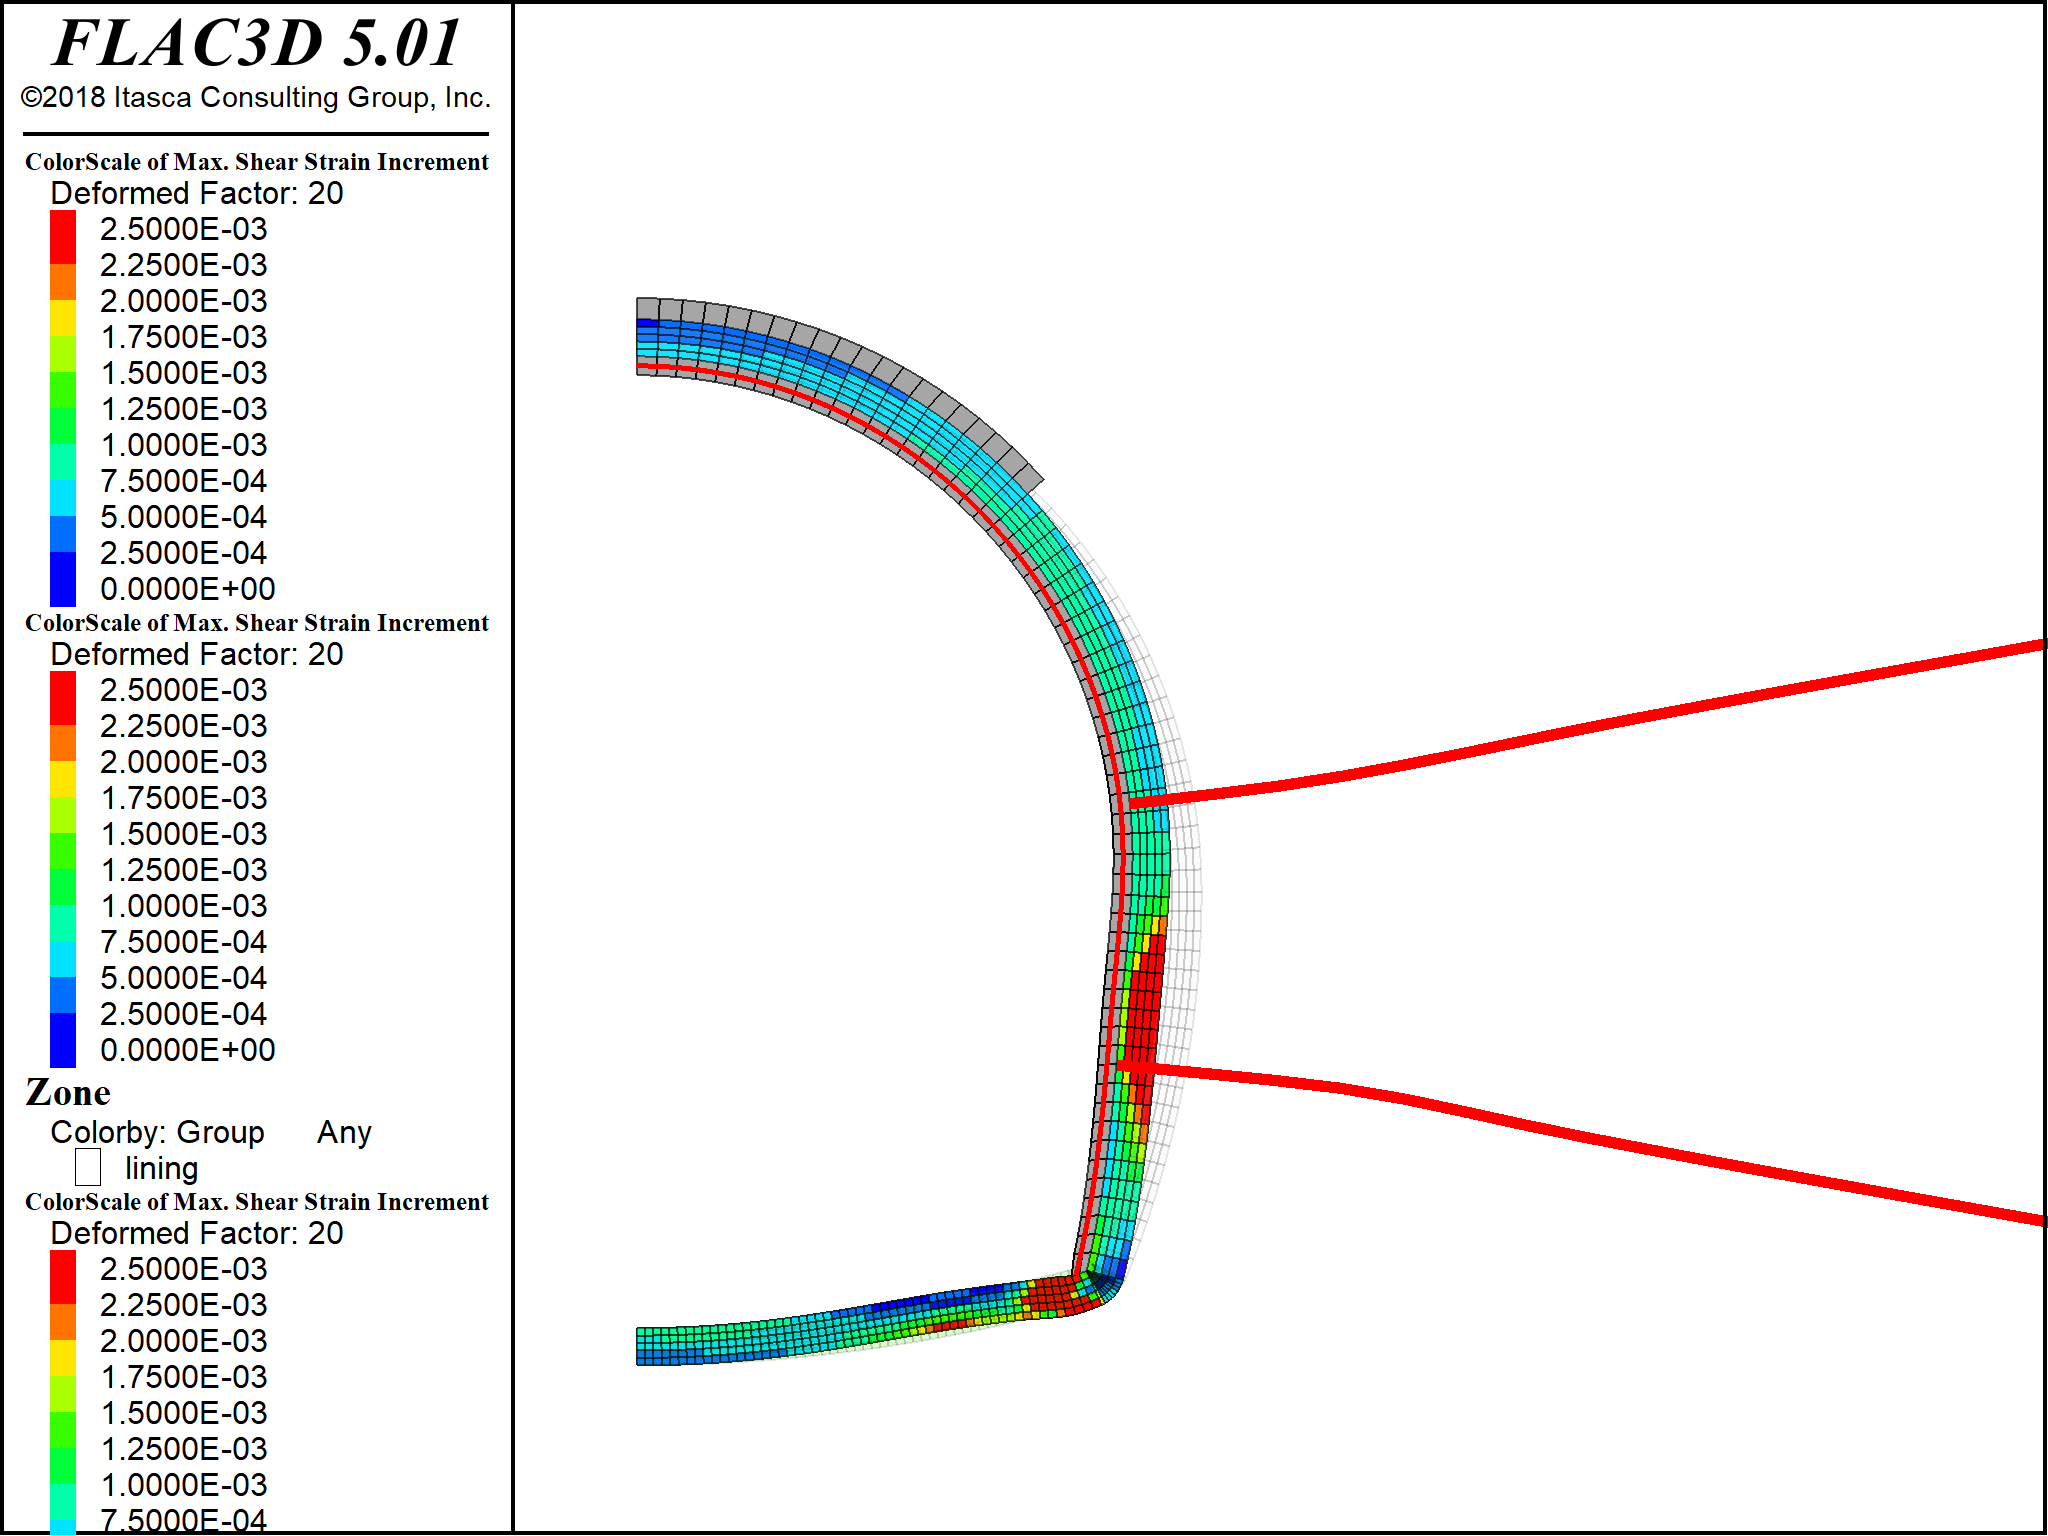 FLAC3D 5.01
©2018 Itasca Consulting Group, Inc.
ColorScale of Max. Shear Strain Increment
Deformed Factor: 20
2.5000E-03
2.2500E-03
2.0000E-03
1.7500E-03
1.5000E-03
1.2500E-03
1.0000E-03
7.5000E-04
5.0000E-04
2.5000E-04
0.0000E+00
ColorScale of Max. Shear Strain Increment
Deformed Factor: 20
2.5000E-03
2.2500E-03
2.0000E-03
1.7500E-03
1.5000E-03
1.2500E-03
1.0000E-03
7.5000E-04
5.0000E-04
2.5000E-04
0.0000E+00
Zone
Colorby: Group Any
lining
ColorScale of Max. Shear Strain Increment
Deformed Factor: 20
2.5000E-03
2.2500E-03
2.0000E-03
1.7500E-03
1.5000E-03
1.2500E-03
1.0000E-03
7.5000E-04